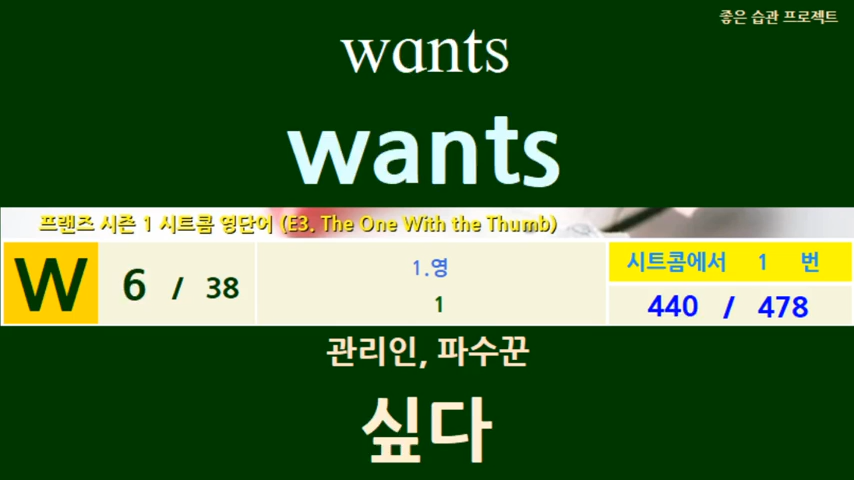 좋은 습관 프로젝트
wants
wants
프랜즈 시즌 1 시트콤 영단어 (E3. The One With the Thumb)
W 6 / 38
1.영
1
시트콤에서 1 번
440 / 478
관리인, 파수꾼
싶다